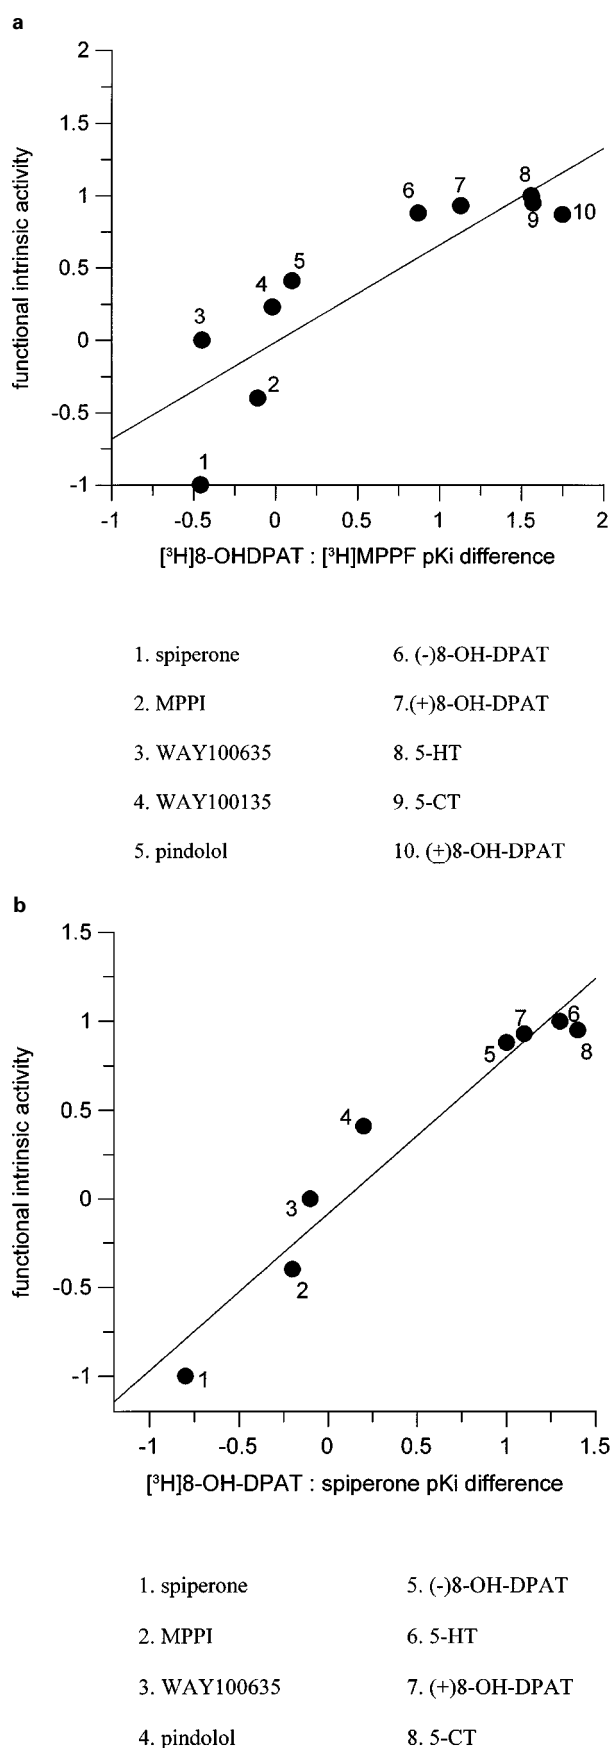 a
functional intrinsic activity
2
1.5
1
0.5
0
-0.5
-1
1
2
3
4
5
6
7
8
9
10
-1 -0.5 0 0.5 1 1.5 2
[³H]8-OHDPAT : [³H]MPPF pKi difference
1. spiperone 6. (-)8-OH-DPAT
2. MPPI 7.(+)8-OH-DPAT
3. WAY100635 8. 5-HT
4. WAY100135 9. 5-CT
5. pindolol 10. (±)8-OH-DPAT
b
functional intrinsic activity
1.5
1
0.5
0
-0.5
-1
1
2
3
4
5
7
6
8
-1 -0.5 0 0.5 1 1.5
[³H]8-OH-DPAT : spiperone pKi difference
1. spiperone 5. (-)8-OH-DPAT
2. MPPI 6. 5-HT
3. WAY100635 7. (+)8-OH-DPAT
4. pindolol 8. 5-CT